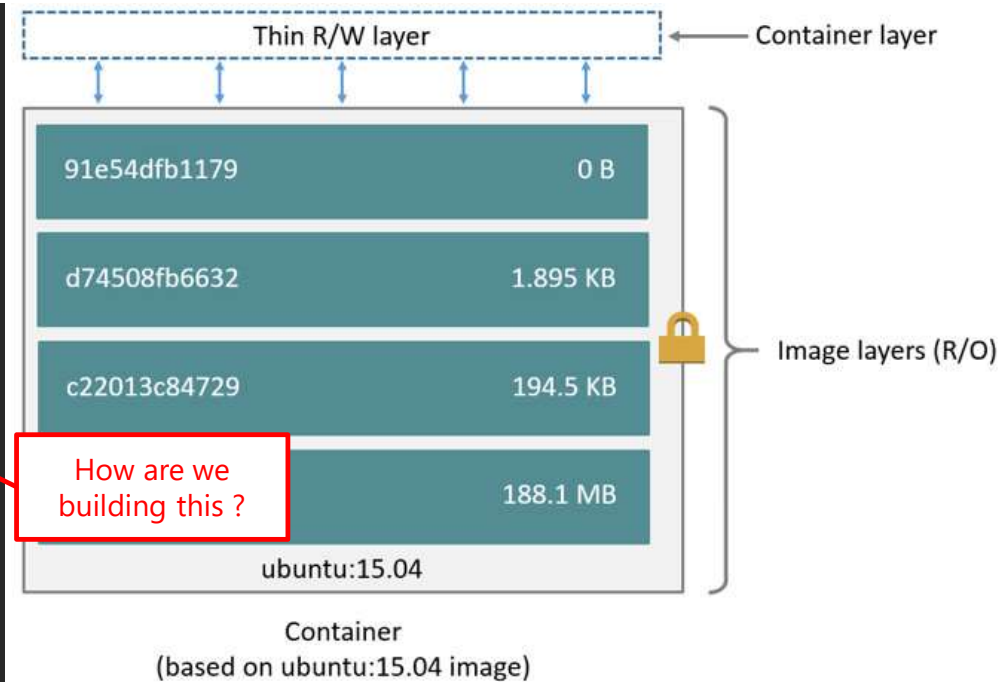 Thin R/W layer
Container layer
91e54dfb1179 0 B
d74508fb6632 1.895 KB
c22013c84729 194.5 KB
Image layers (R/O)
How are we
building this ?
188.1 MB
ubuntu:15.04
Container
(based on ubuntu:15.04 image)